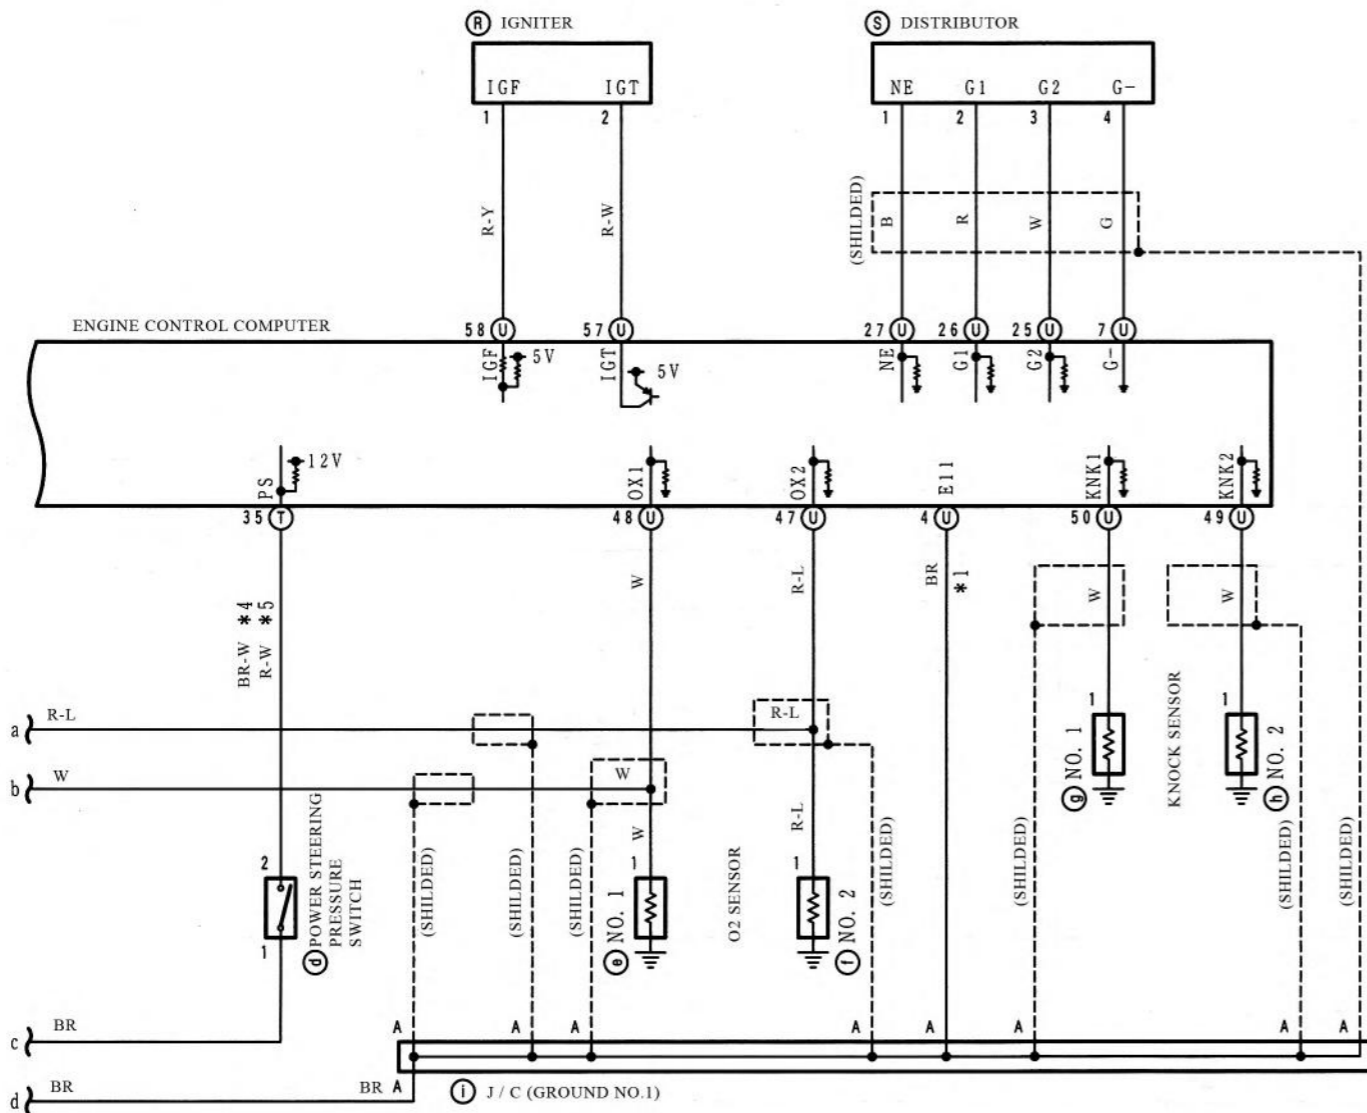 R IGNITER
S DISTRIBUTOR
IGF IGT
NE G1 G2 G-
1 2
1 2 3 4
R-Y R-W
(SHILDED) B R W G
ENGINE CONTROL COMPUTER
58 U 57 U 27 U 26 U 25 U 7 U
IGF 5V IGT 5V NE G1 G2 G-
PS 12V OX1 OX2 E11 KNK1 KNK2
35 T 48 U 47 U 4 U 50 U 49 U
BR-W *4
R-W *5
W R-L BR *1 W W
a R-L R-L
b W W
1 1
g NO. 1 KNOCK SENSOR h NO. 2
W R-L
2 1 1
d POWER STEERING
PRESSURE
SWITCH
1
(SHILDED) (SHILDED) (SHILDED) (SHILDED) (SHILDED) (SHILDED) (SHILDED)
e NO. 1 O2 SENSOR f NO. 2
c BR
A A A A A A A A
d BR BR A
i J / C (GROUND NO.1)